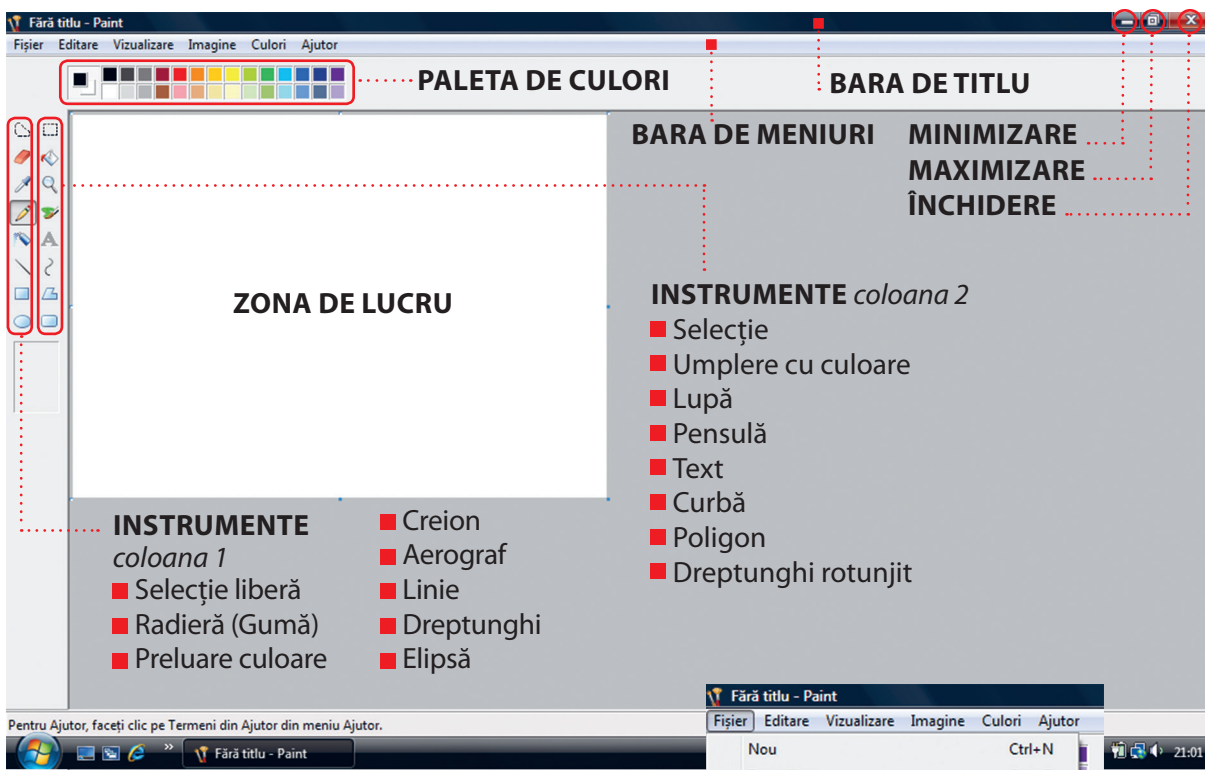 Fără titlu - Paint
Fișier Editare Vizualizare Imagine Culori Ajutor
PALETA DE CULORI
BARA DE TITLU
BARA DE MENIURI
MINIMIZARE
MAXIMIZARE
ÎNCHIDERE
ZONA DE LUCRU
INSTRUMENTE coloana 2
Selecție
Umplere cu culoare
Lupă
Pensulă
Text
Curbă
Poligon
Dreptunghi rotunjit
INSTRUMENTE
coloana 1
Selecție liberă
Radieră (Gumă)
Preluare culoare
Creion
Aerograf
Linie
Dreptunghi
Elipsă
Pentru Ajutor, faceți clic pe Termeni din Ajutor din meniu Ajutor.
Fără titlu - Paint
Fișier Editare Vizualizare Imagine Culori Ajutor
Nou Ctrl+N
» Fără titlu - Paint
21:01